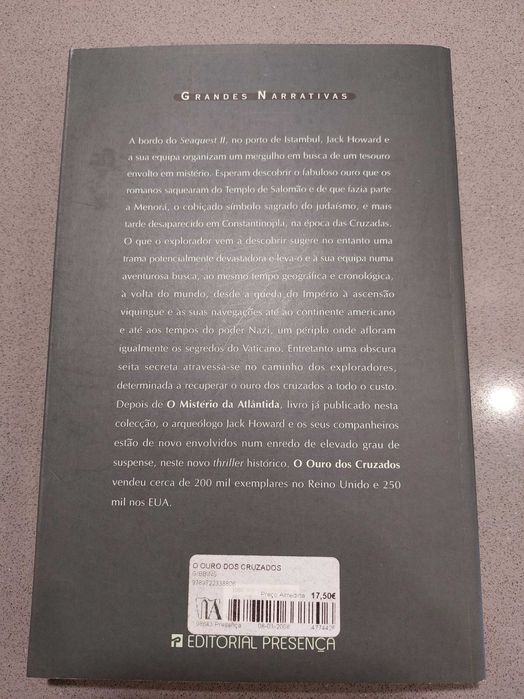 GRANDES NARRATIVAS
A bordo do Seaquest II, no porto de Istambul, Jack Howard e
a sua equipa organizam um mergulho em busca de um tesouro
envolto em mistério. Esperam descobrir o fabuloso ouro que os
romanos saquearam do Templo de Salomão e de que fazia parte
a Menorá, o cobiçado símbolo sagrado do judaísmo, e mais
tarde desaparecido em Constantinopla, na época das Cruzadas.
O que o explorador vem a descobrir sugere no entanto uma
trama potencialmente devastadora e leva-o e à sua equipa numa
aventurosa busca, ao mesmo tempo geográfica e cronológica,
à volta do mundo, desde a queda do Império à ascensão
viquingue e às suas navegações até ao continente americano
e até aos tempos do poder Nazi, um périplo onde afloram
igualmente os segredos do Vaticano. Entretanto uma obscura
seita secreta atravessa-se no caminho dos exploradores,
determinada a recuperar o ouro dos cruzados a todo o custo.
Depois de O Mistério da Atlântida, livro já publicado nesta
colecção, o arqueólogo Jack Howard e os seus companheiros
estão de novo envolvidos num enredo de elevado grau de
suspense, neste novo thriller histórico. O Ouro dos Cruzados
vendeu cerca de 200 mil exemplares no Reino Unido e 250
mil nos EUA.
O OURO DOS CRUZADOS
GIBBINS
Preço Almedina 17,50€
Presença 08-01-2008
EDITORIAL PRESENÇA